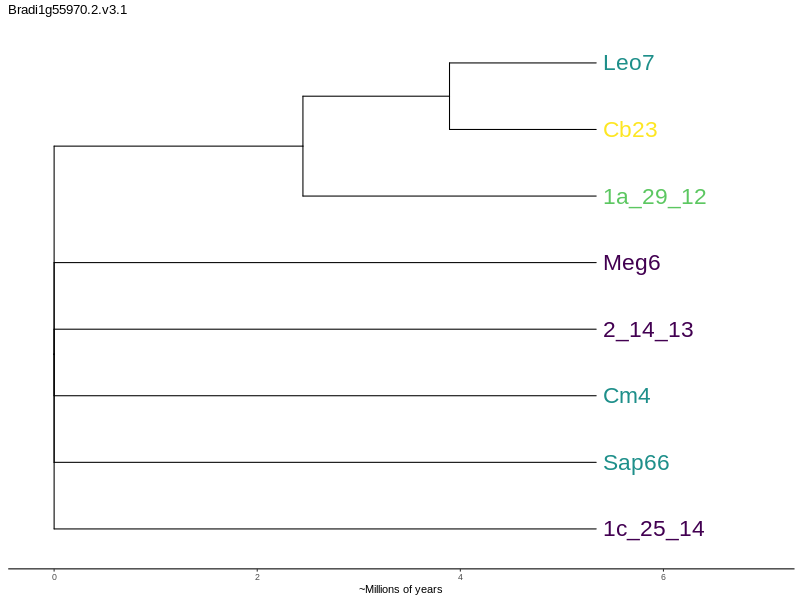 Bradi1g55970.2.v3.1
Leo7
Cb23
1a_29_12
Meg6
2_14_13
Cm4
Sap66
1c_25_14
0 2 4 6
~Millions of years